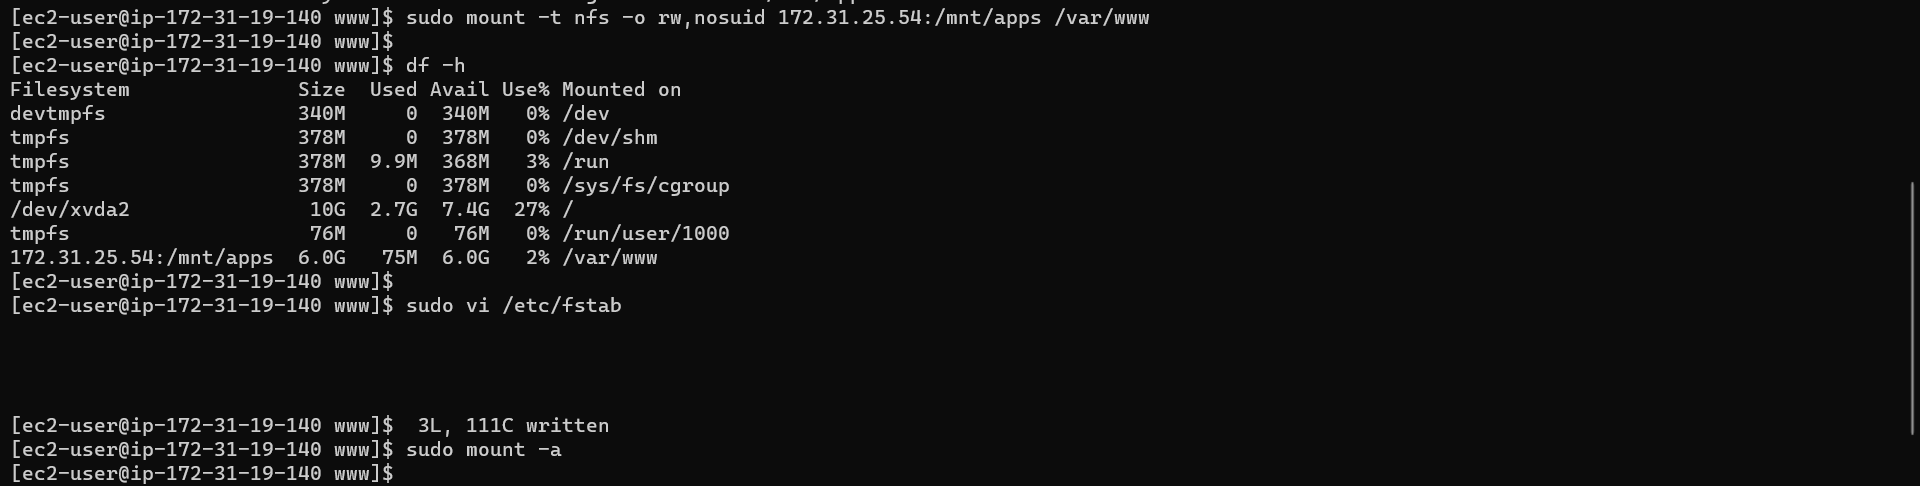 [ec2-user@ip-172-31-19-140 www]$ sudo mount -t nfs -o rw,nosuid 172.31.25.54:/mnt/apps /var/www
[ec2-user@ip-172-31-19-140 www]$
[ec2-user@ip-172-31-19-140 www]$ df -h
Filesystem              Size  Used Avail Use% Mounted on
devtmpfs                340M     0  340M   0% /dev
tmpfs                   378M     0  378M   0% /dev/shm
tmpfs                   378M  9.9M  368M   3% /run
tmpfs                   378M     0  378M   0% /sys/fs/cgroup
/dev/xvda2               10G  2.7G  7.4G  27% /
tmpfs                    76M     0   76M   0% /run/user/1000
172.31.25.54:/mnt/apps  6.0G   75M  6.0G   2% /var/www
[ec2-user@ip-172-31-19-140 www]$
[ec2-user@ip-172-31-19-140 www]$ sudo vi /etc/fstab
[ec2-user@ip-172-31-19-140 www]$  3L, 111C written
[ec2-user@ip-172-31-19-140 www]$ sudo mount -a
[ec2-user@ip-172-31-19-140 www]$